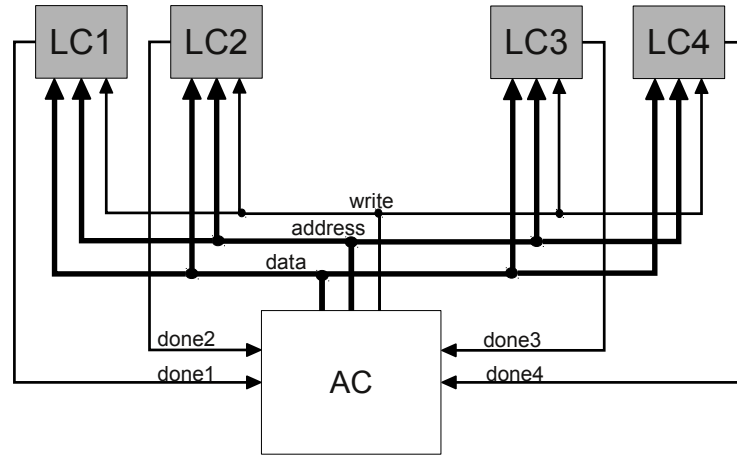 LC1 LC2 LC3 LC4
write
address
data
done2 done3
done1 AC done4